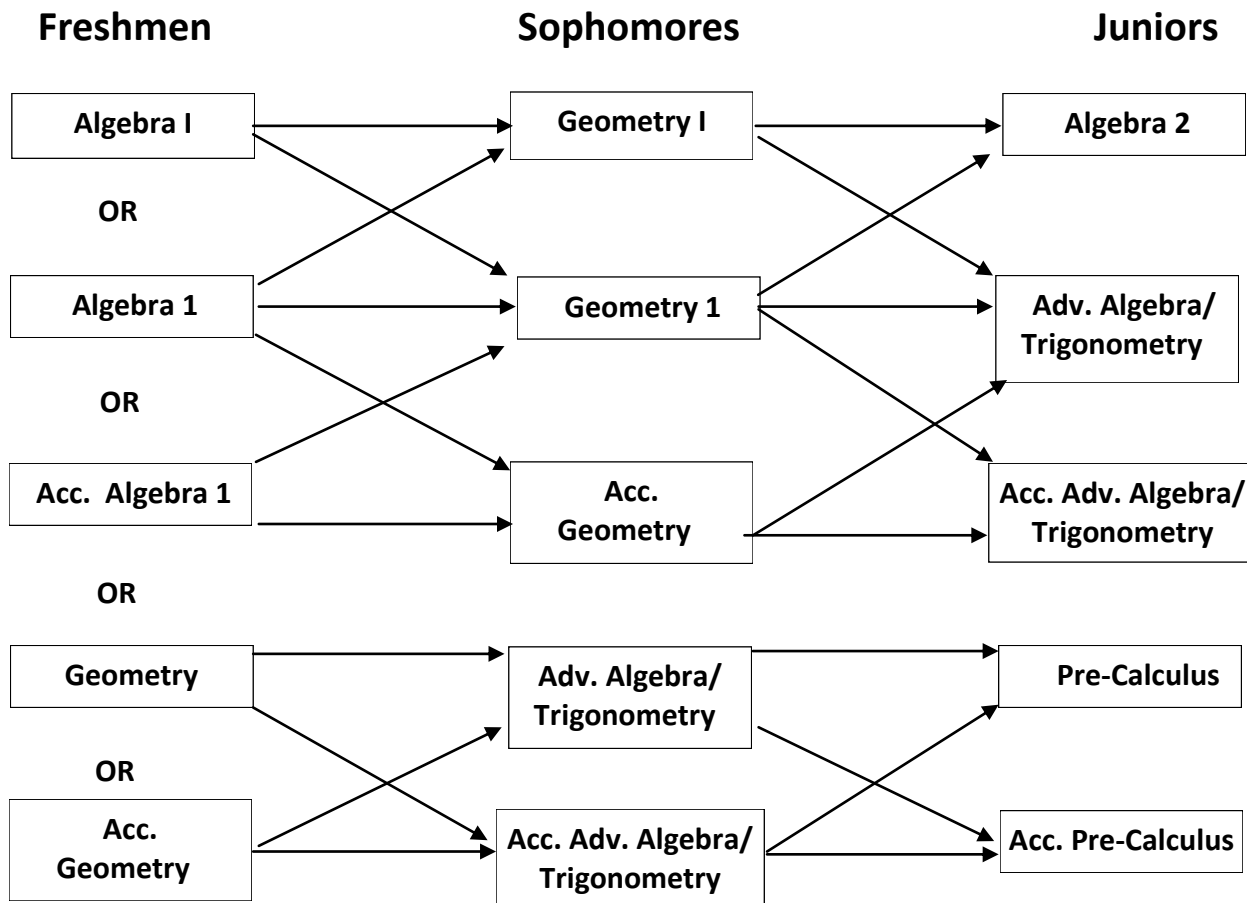 Freshmen
Sophomores
Juniors
Algebra I
Geometry I
Algebra 2
OR
Algebra 1
Geometry 1
Adv. Algebra/
Trigonometry
OR
Acc. Algebra 1
Acc.
Geometry
Acc. Adv. Algebra/
Trigonometry
OR
Geometry
Adv. Algebra/
Trigonometry
Pre-Calculus
OR
Acc.
Geometry
Acc. Adv. Algebra/
Trigonometry
Acc. Pre-Calculus